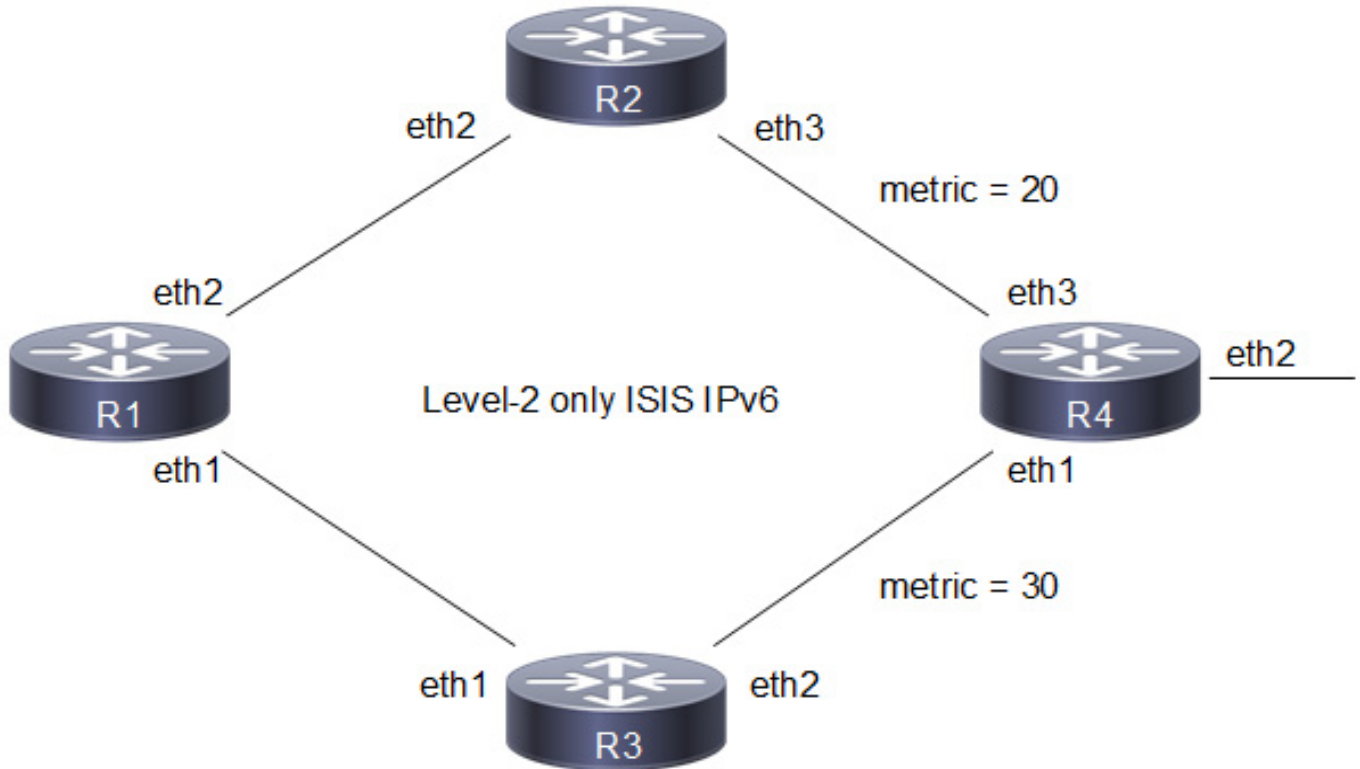 R2
eth2
eth3
metric = 20
eth2
eth3
R1
Level-2 only ISIS IPv6
R4
eth2
eth1
eth1
metric = 30
eth1
eth2
R3